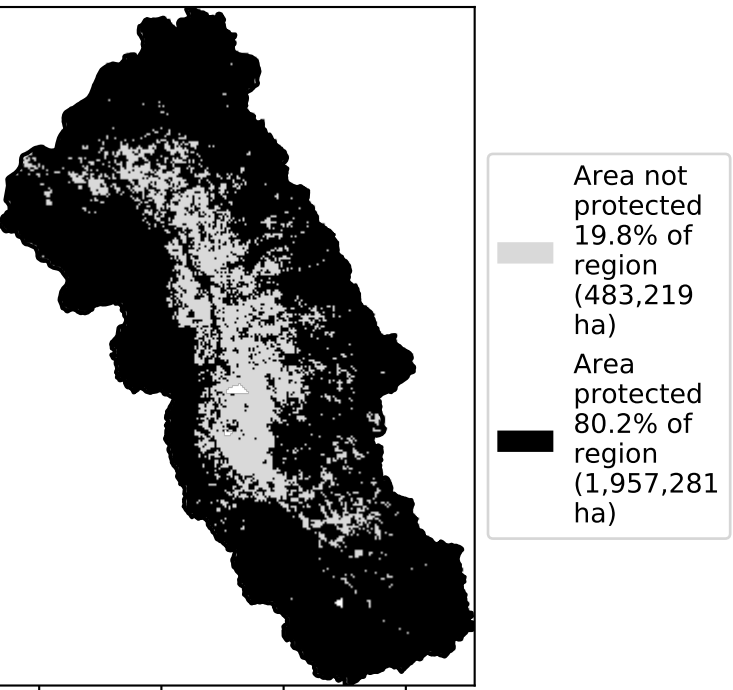 Area not
protected
19.8% of
region
(483,219
ha)
Area
protected
80.2% of
region
(1,957,281
ha)